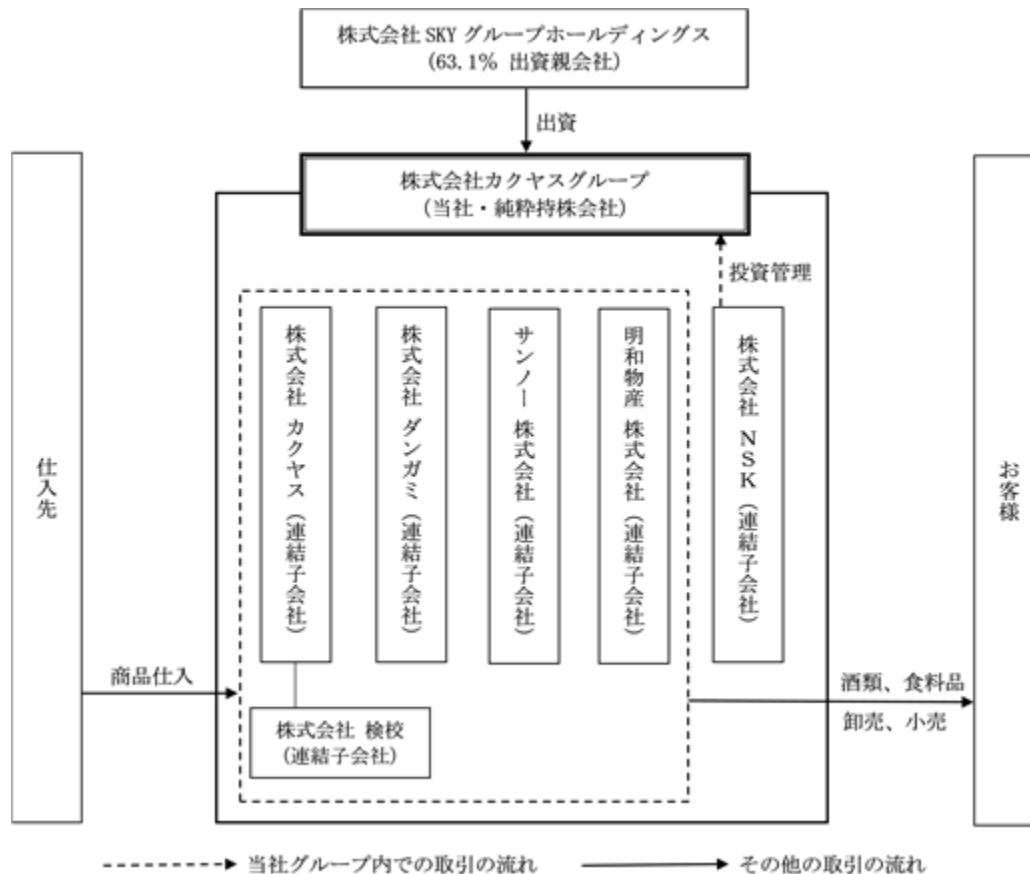 株式会社 SKY グループホールディングス
(63.1% 出資親会社)
出資
株式会社カクヤスグループ
(当社・純粋持株会社)
投資管理
仕入先
株式会社 カクヤス (連結子会社)
株式会社 ダンガミ (連結子会社)
サンノー 株式会社 (連結子会社)
明和物産 株式会社 (連結子会社)
株式会社 NSK (連結子会社)
お客様
商品仕入
株式会社 検校
(連結子会社)
酒類、食料品
卸売、小売
当社グループ内での取引の流れ
その他の取引の流れ